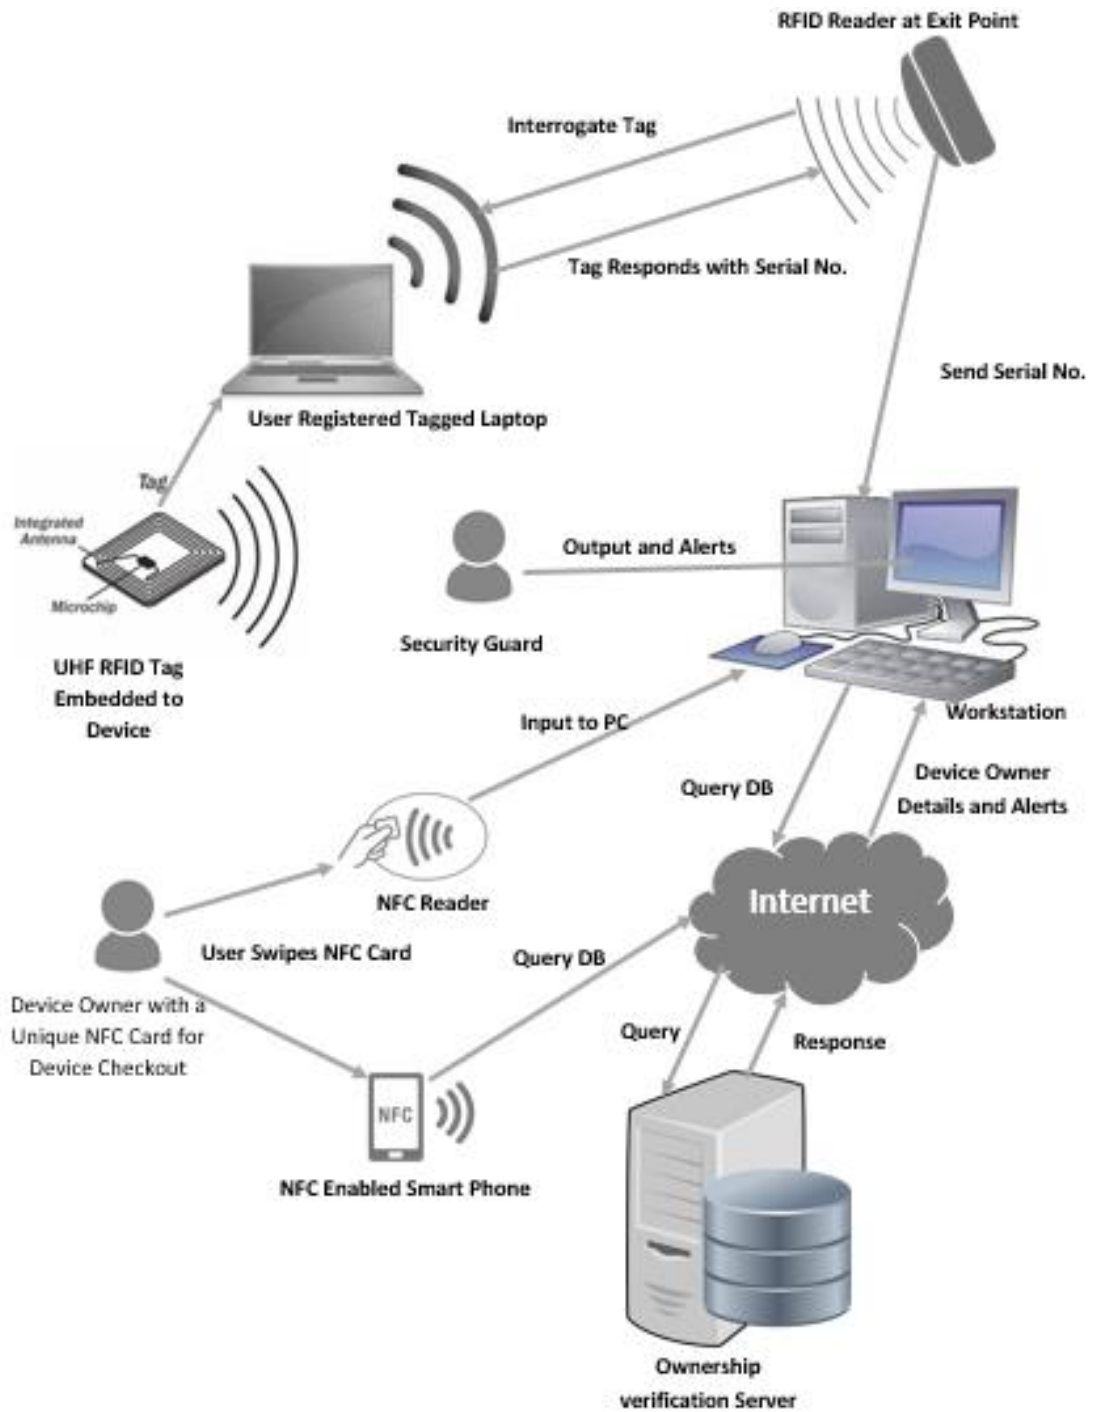 RFID Reader at Exit Point
Interrogate Tag
Tag Responds with Serial No.
Send Serial No.
User Registered Tagged Laptop
Tag
Integrated
Antenna
Microchip
UHF RFID Tag
Embedded to
Device
Output and Alerts
Security Guard
Input to PC
Workstation
Query DB
Device Owner
Details and Alerts
NFC Reader
Internet
User Swipes NFC Card
Query DB
Device Owner with a
Unique NFC Card for
Device Checkout
Query
Response
NFC
NFC Enabled Smart Phone
Ownership
verification Server